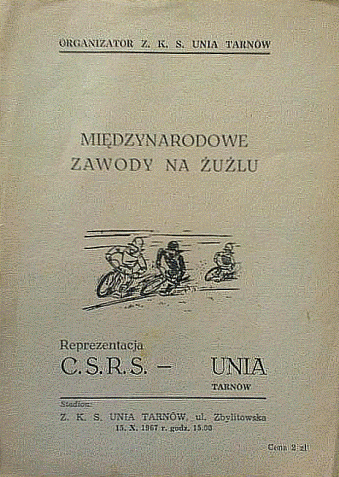 ORGANIZATOR Z. K. S. UNIA TARNÓW
MIĘDZYNARODOWE
ZAWODY NA ŻUŻLU
Reprezentacja
C.S.R.S. — UNIA
TARNÓW
Stadion:
Z. K. S. UNIA TARNÓW, ul. Zbylitowska
15. X. 1967 r. godz. 15.00
Cena 2 zł